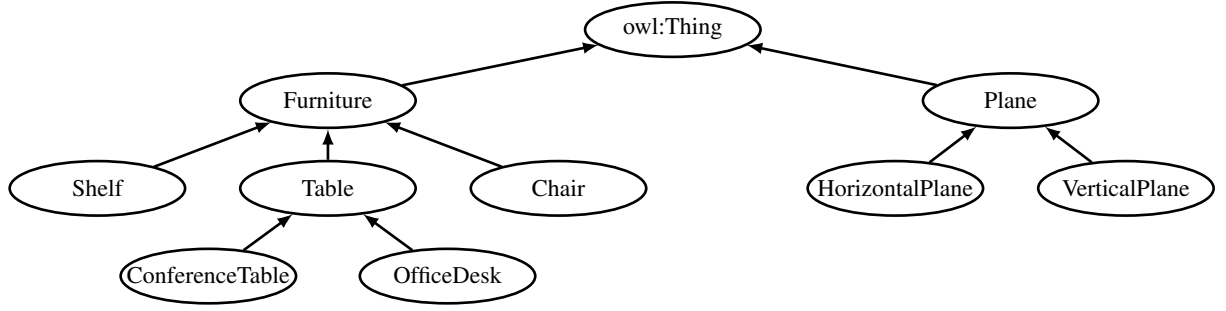 owl:Thing
Furniture
Plane
Shelf
Table
Chair
HorizontalPlane
VerticalPlane
ConferenceTable
OfficeDesk